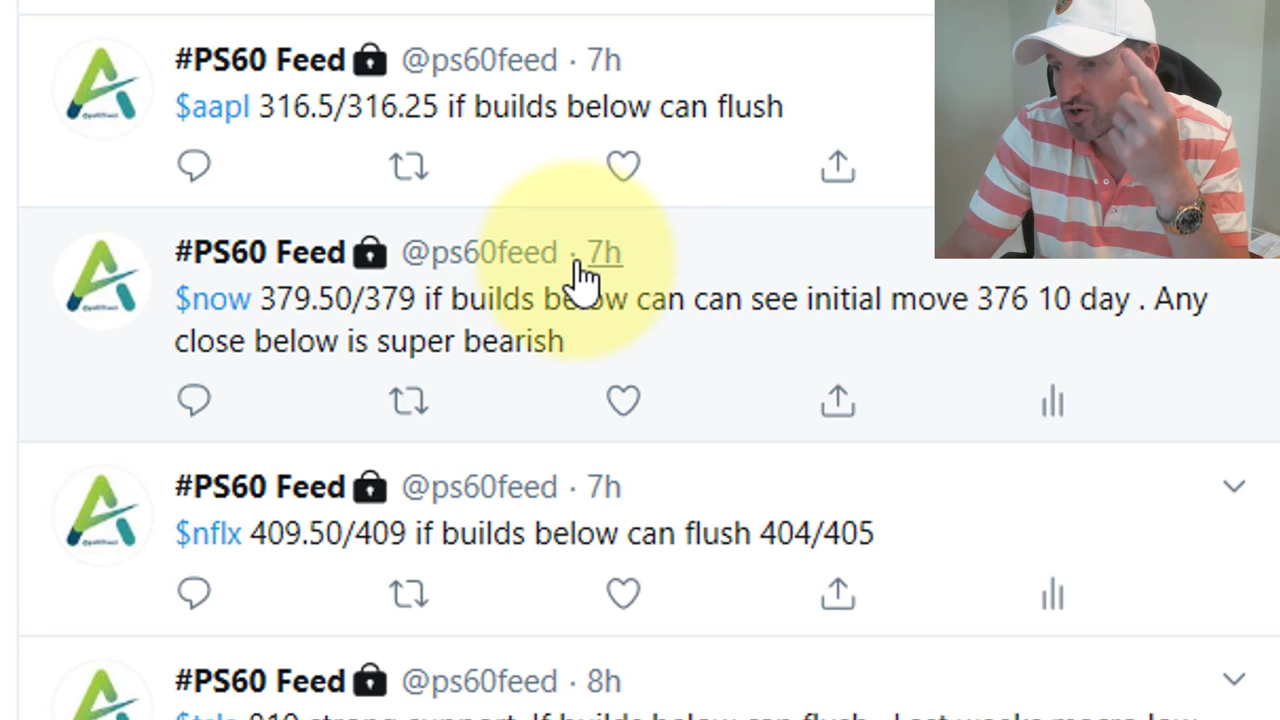 #PS60 Feed @ps60feed · 7h
$aapl 316.5/316.25 if builds below can flush
#PS60 Feed @ps60feed · 7h
$now 379.50/379 if builds below can can see initial move 376 10 day . Any
close below is super bearish
#PS60 Feed @ps60feed · 7h
$nflx 409.50/409 if builds below can flush 404/405
#PS60 Feed @ps60feed · 8h